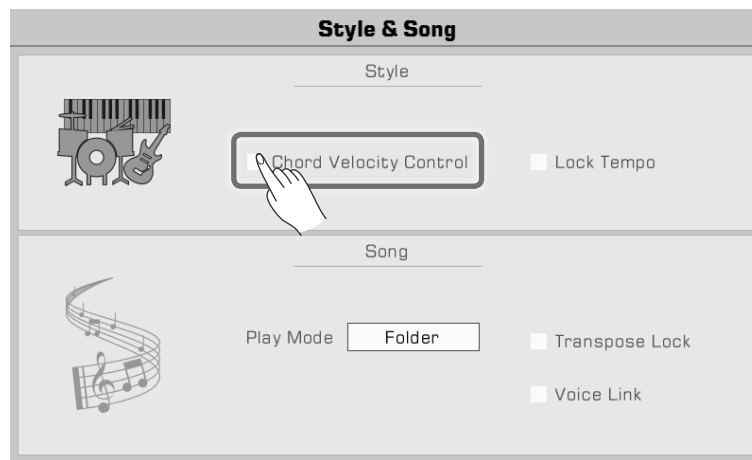 Style & Song
Style
Chord Velocity Control
Lock Tempo
Song
Play Mode
Folder
Transpose Lock
Voice Link